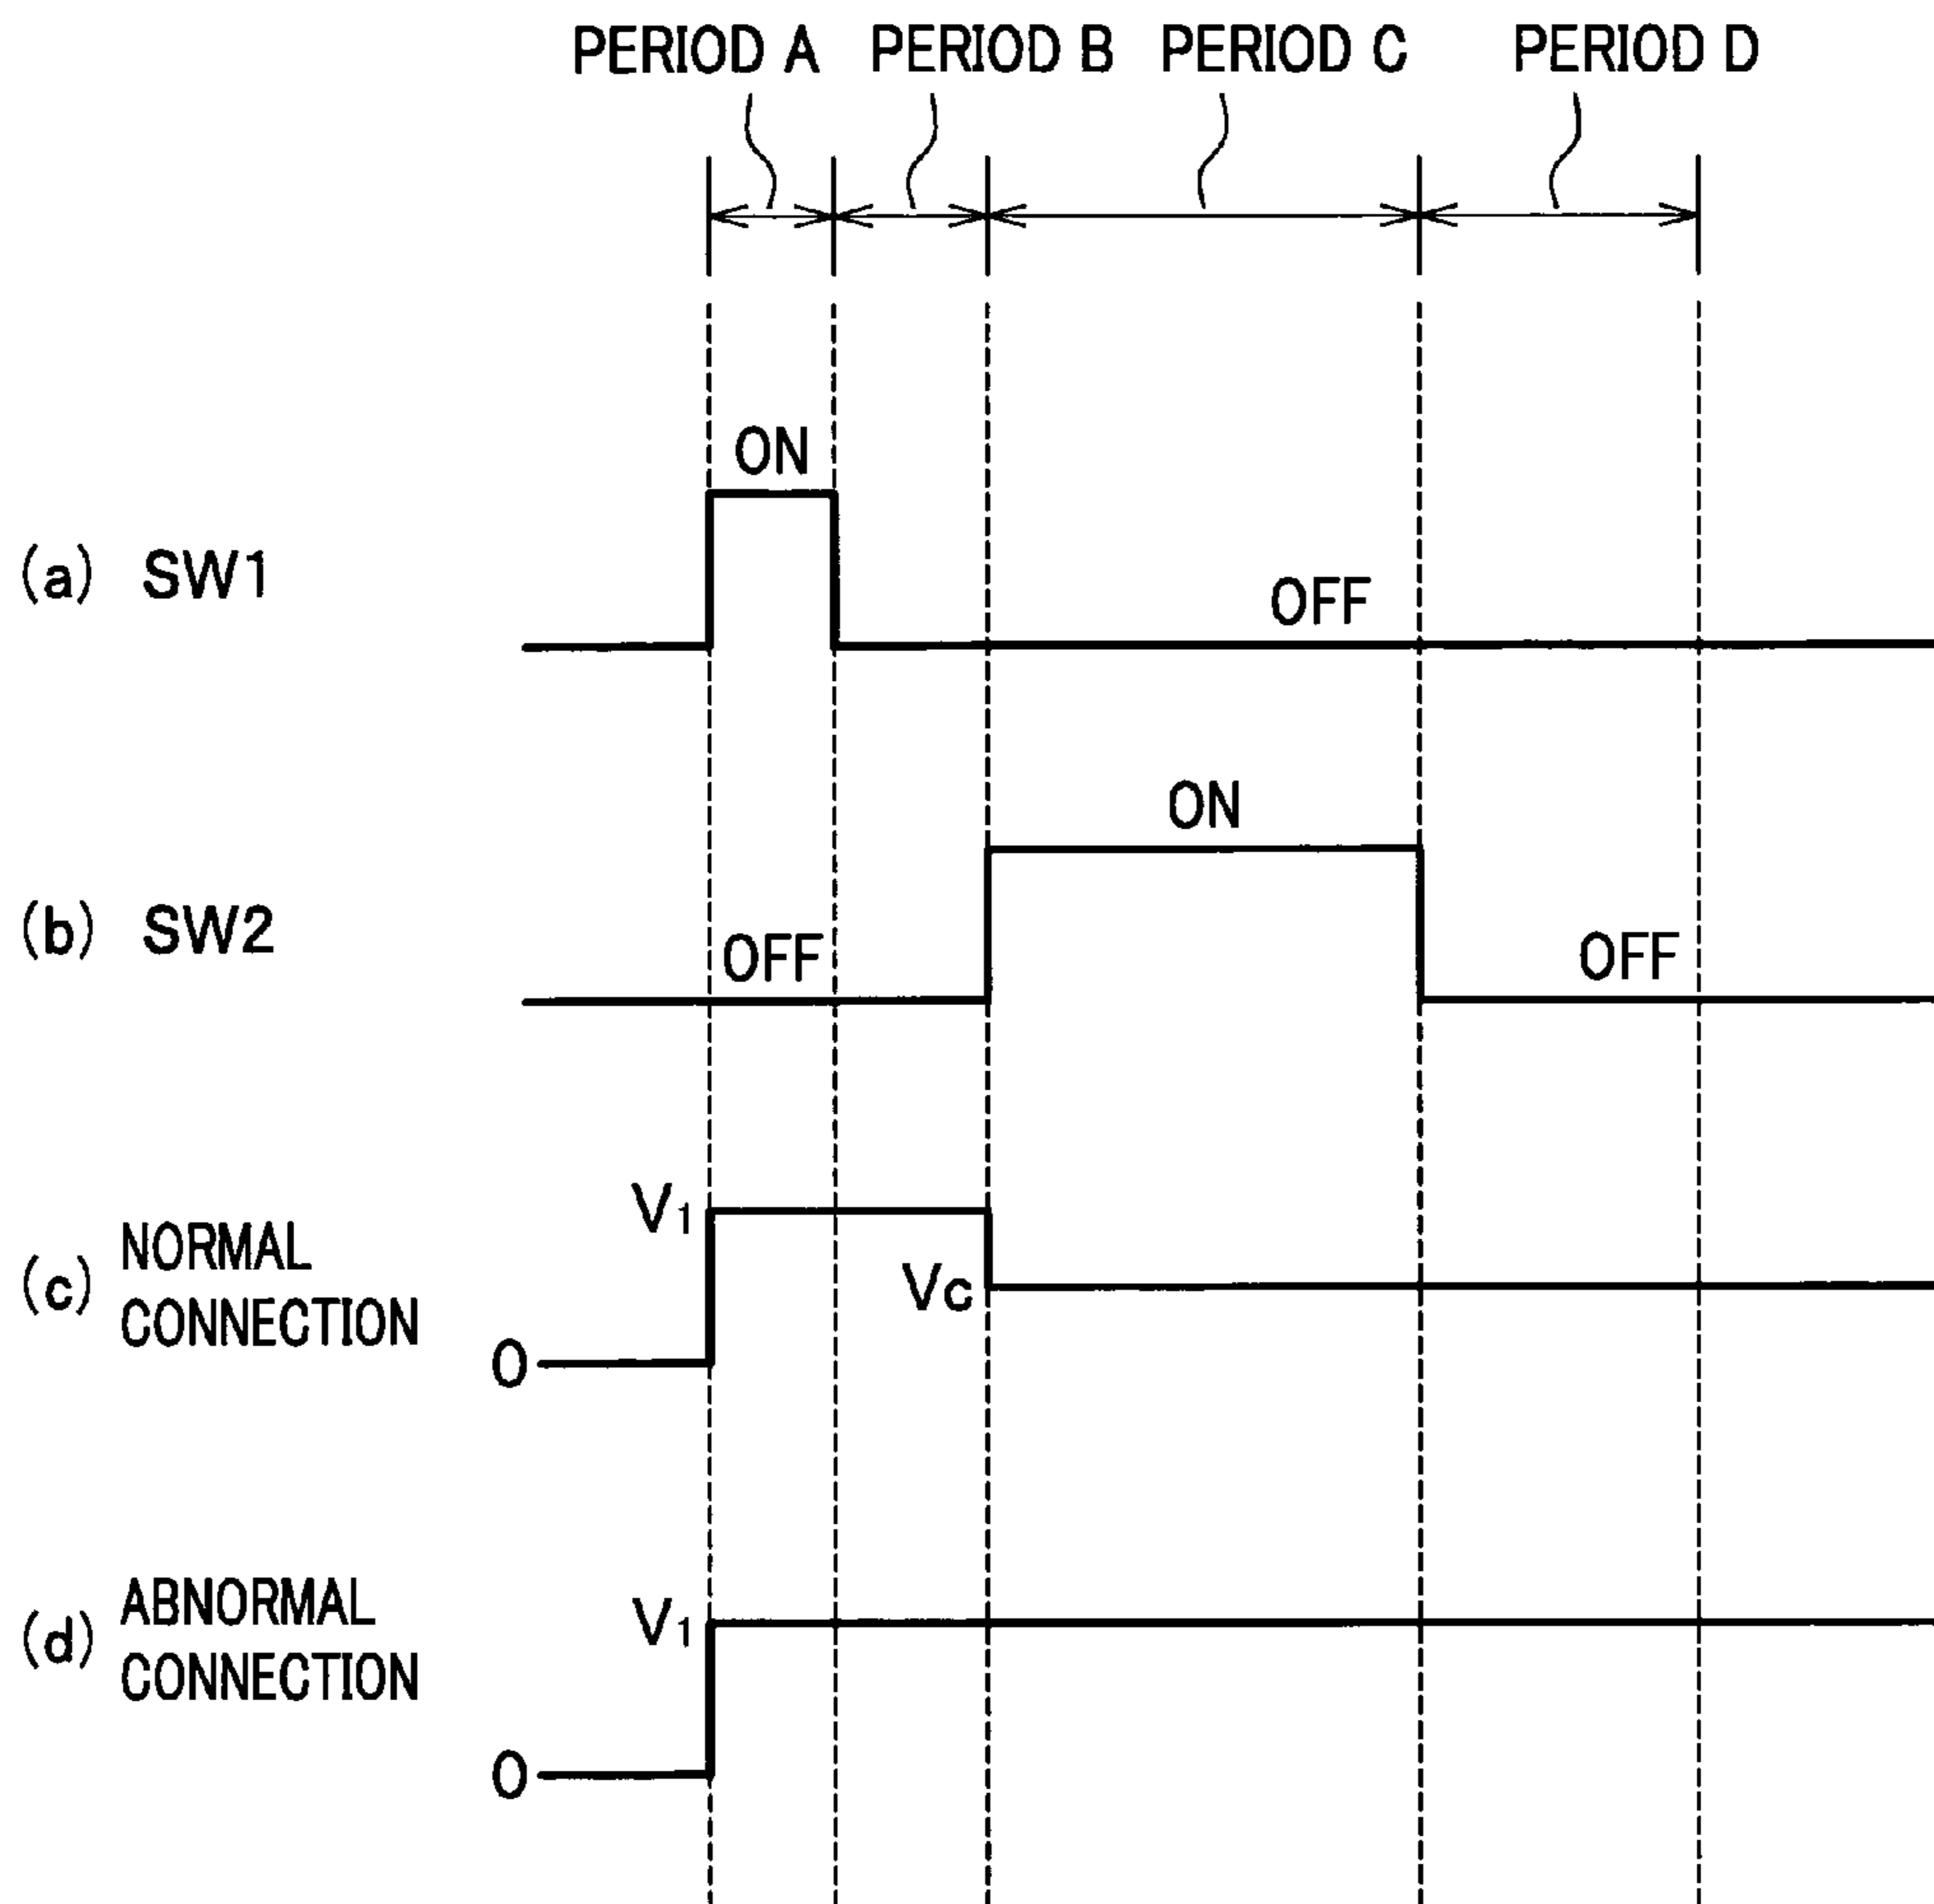 PERIOD A PERIOD B PERIOD C PERIOD D
ON
(a) SW1
OFF
ON
(b) SW2
OFF OFF
V1
(c) NORMAL CONNECTION
Vc
0
V1
(d) ABNORMAL CONNECTION
0